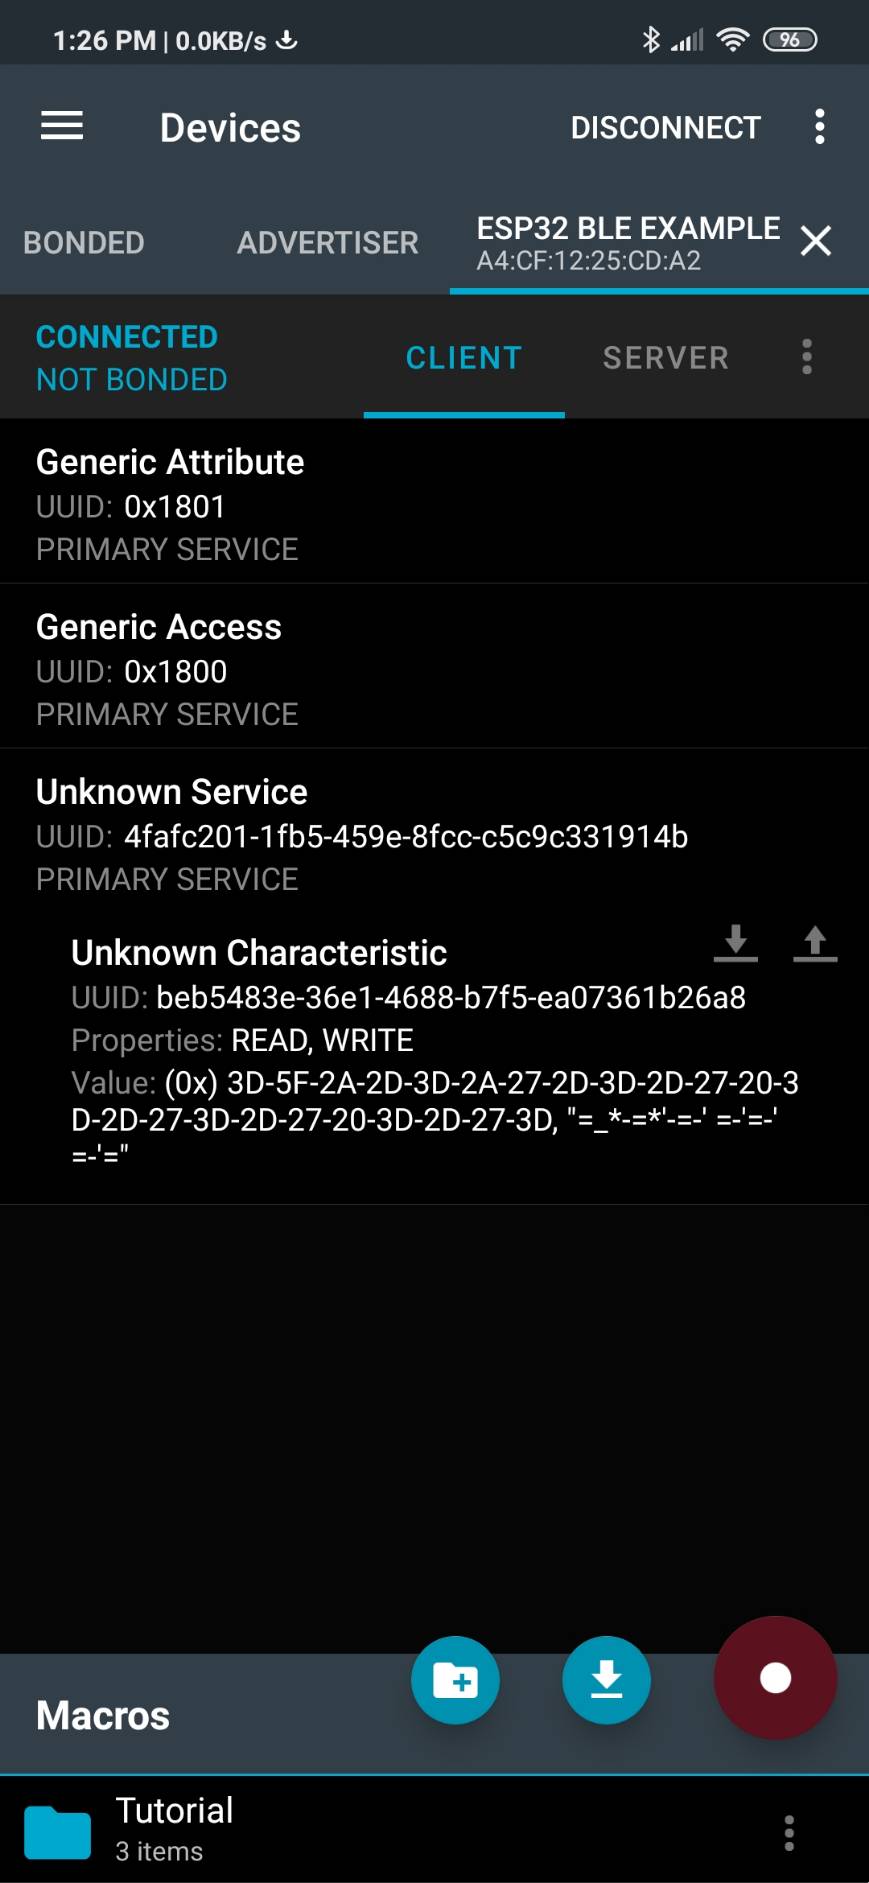 1:26 PM | 0.0KB/s
96
Devices
DISCONNECT
BONDED
ADVERTISER
ESP32 BLE EXAMPLE
A4:CF:12:25:CD:A2
CONNECTED
NOT BONDED
CLIENT
SERVER
Generic Attribute
UUID: 0x1801
PRIMARY SERVICE
Generic Access
UUID: 0x1800
PRIMARY SERVICE
Unknown Service
UUID: 4fafc201-1fb5-459e-8fcc-c5c9c331914b
PRIMARY SERVICE
Unknown Characteristic
UUID: beb5483e-36e1-4688-b7f5-ea07361b26a8
Properties: READ, WRITE
Value: (0x) 3D-5F-2A-2D-3D-2A-27-2D-3D-2D-27-20-3
D-2D-27-3D-2D-27-20-3D-2D-27-3D, "=_*-=*'-=-' =-'=-'
=-'="
Macros
Tutorial
3 items